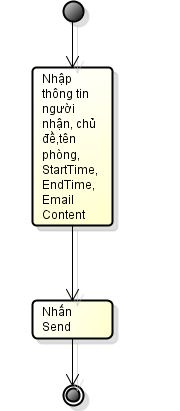 Nhập
thông tin
người
nhận, chủ
đề,tên
phòng,
StartTime,
EndTime,
Email
Content
Nhấn
Send